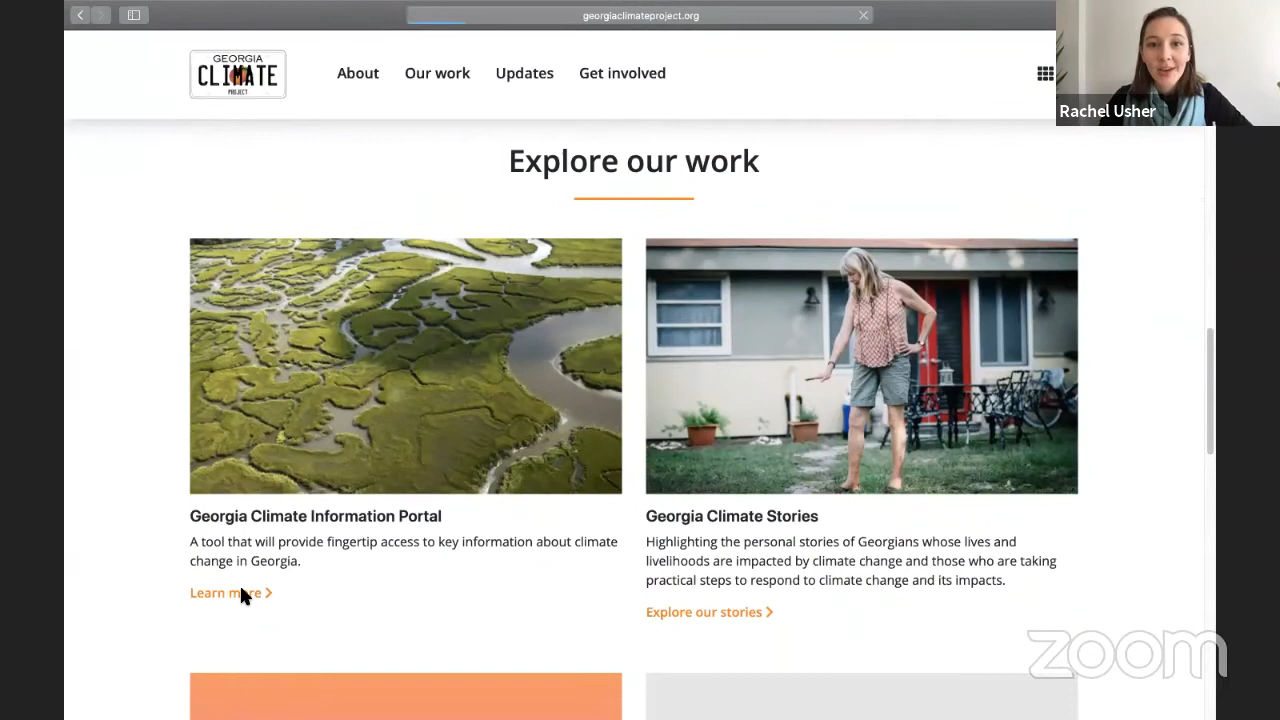 georgiaclimateproject.org
GEORGIA
CLIMATE
PROJECT
About
Our work
Updates
Get involved
Rachel Usher
Explore our work
Georgia Climate Information Portal
A tool that will provide fingertip access to key information about climate
change in Georgia.
Learn more
Georgia Climate Stories
Highlighting the personal stories of Georgians whose lives and
livelihoods are impacted by climate change and those who are taking
practical steps to respond to climate change and its impacts.
Explore our stories
zoom